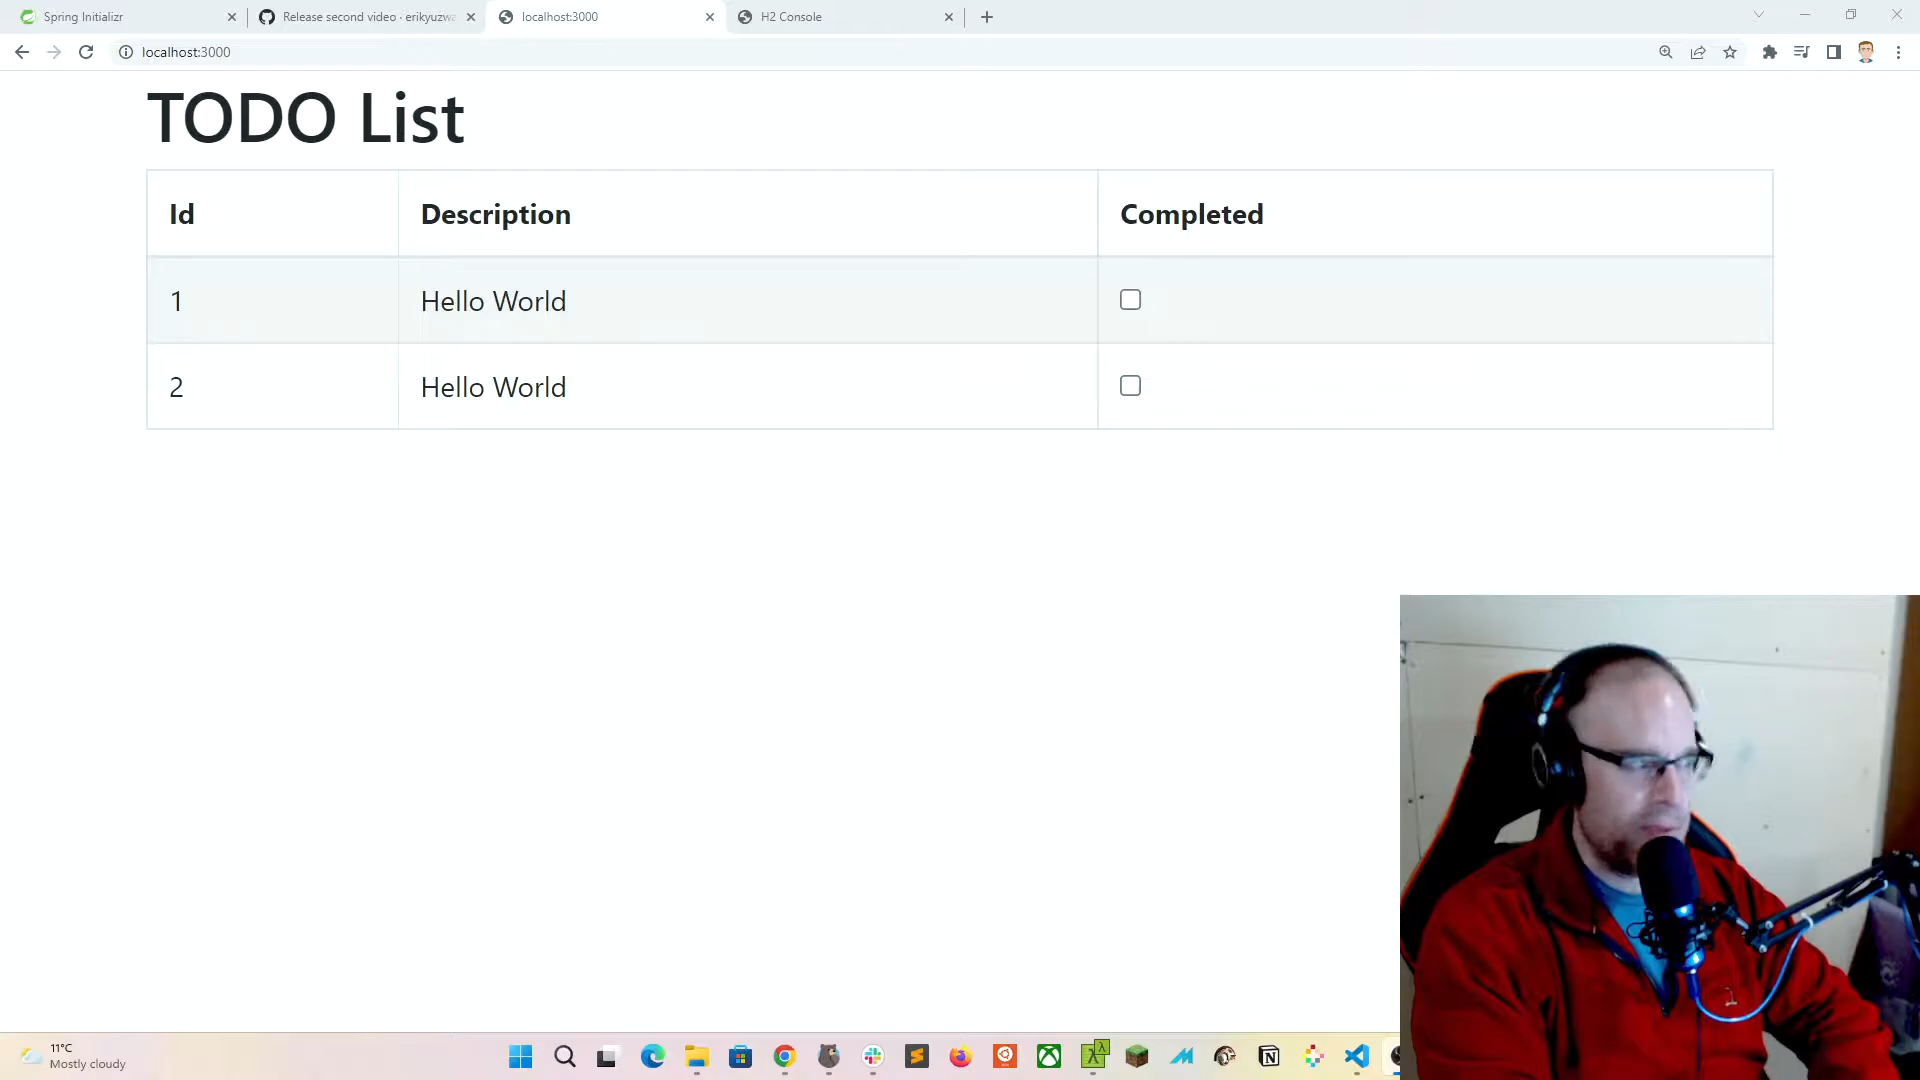 Spring Initializr
Release second video · erikyuzwa
localhost:3000
H2 Console
localhost:3000
TODO List
Id Description Completed
1 Hello World
2 Hello World
11°C
Mostly cloudy